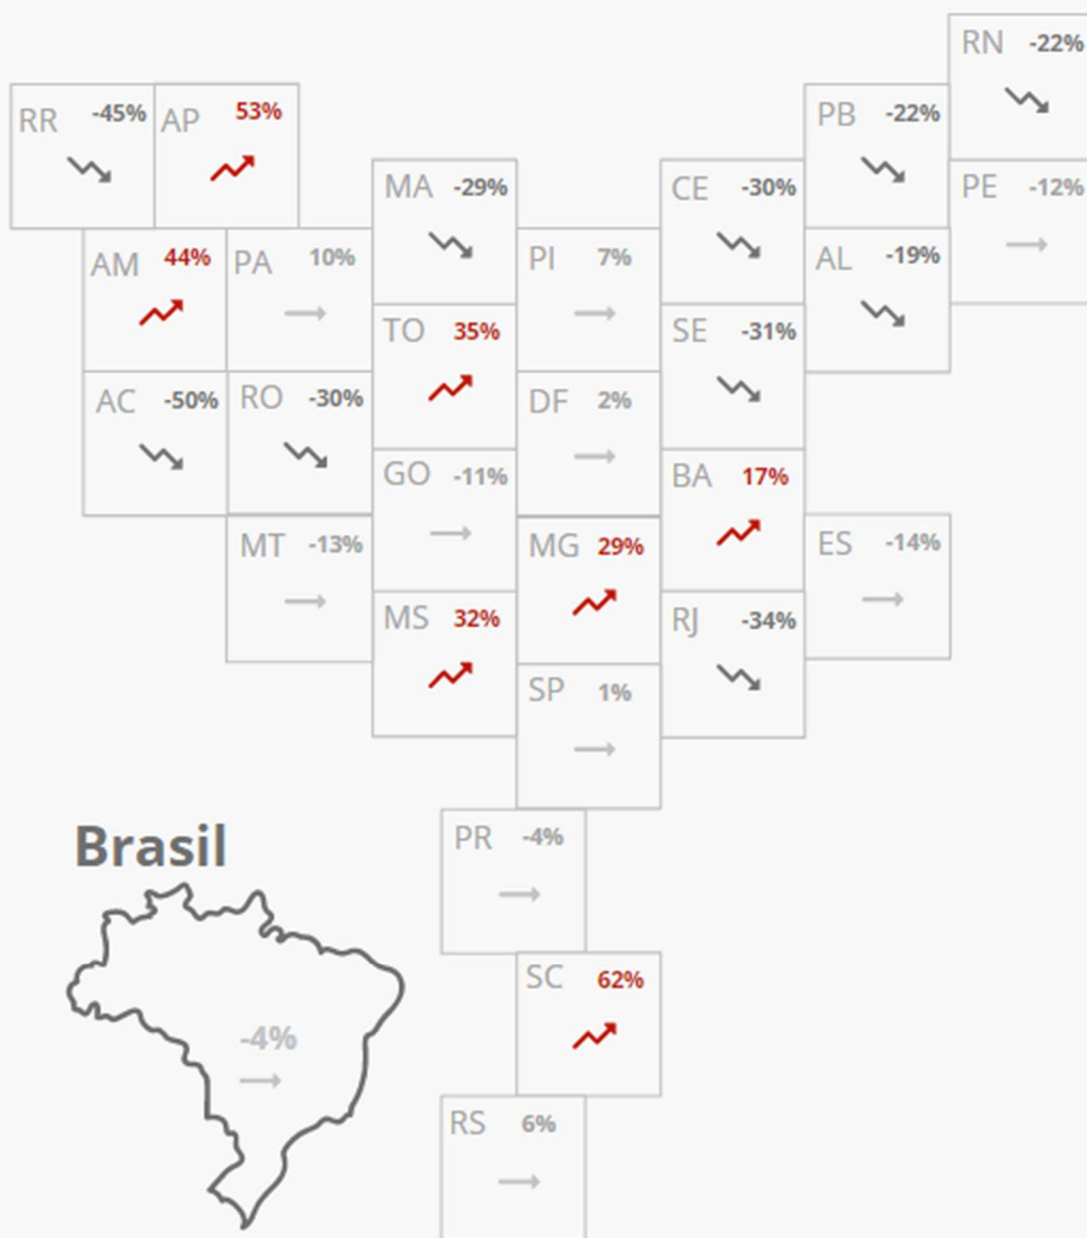 RN -22%
RR -45%
AP 53%
PB -22%
MA -29%
CE -30%
PE -12%
AM 44%
PA 10%
PI 7%
AL -19%
TO 35%
SE -31%
AC -50%
RO -30%
DF 2%
GO -11%
BA 17%
MT -13%
MG 29%
ES -14%
MS 32%
RJ -34%
SP 1%
PR -4%
Brasil
-4%
SC 62%
RS 6%